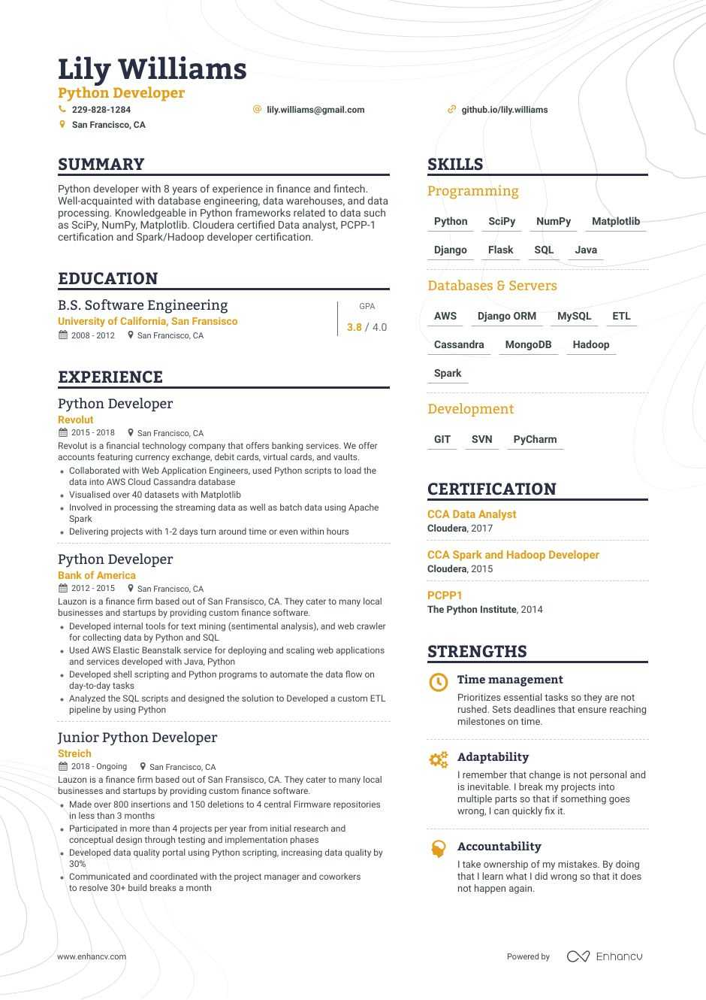 Lily Williams
Python Developer
229-828-1284
lily.williams@gmail.com
github.io/lily.williams
San Francisco, CA
SUMMARY
Python developer with 8 years of experience in finance and fintech.
Well-acquainted with database engineering, data warehouses, and data
processing. Knowledgeable in Python frameworks related to data such
as SciPy, NumPy, Matplotlib. Cloudera certified Data analyst, PCPP-1
certification and Spark/Hadoop developer certification.
EDUCATION
B.S. Software Engineering
University of California, San Fransisco
2008 - 2012 San Francisco, CA
GPA
3.8 / 4.0
EXPERIENCE
Python Developer
Revolut
2015 - 2018 San Francisco, CA
Revolut is a financial technology company that offers banking services. We offer
accounts featuring currency exchange, debit cards, virtual cards, and vaults.
• Collaborated with Web Application Engineers, used Python scripts to load the
data into AWS Cloud Cassandra database
• Visualised over 40 datasets with Matplotlib
• Involved in processing the streaming data as well as batch data using Apache
Spark
• Delivering projects with 1-2 days turn around time or even within hours
Python Developer
Bank of America
2012 - 2015 San Francisco, CA
Lauzon is a finance firm based out of San Fransisco, CA. They cater to many local
businesses and startups by providing custom finance software.
• Developed internal tools for text mining (sentimental analysis), and web crawler
for collecting data by Python and SQL
• Used AWS Elastic Beanstalk service for deploying and scaling web applications
and services developed with Java, Python
• Developed shell scripting and Python programs to automate the data flow on
day-to-day tasks
• Analyzed the SQL scripts and designed the solution to Developed a custom ETL
pipeline by using Python
Junior Python Developer
Streich
2018 - Ongoing San Francisco, CA
Lauzon is a finance firm based out of San Fransisco, CA. They cater to many local
businesses and startups by providing custom finance software.
• Made over 800 insertions and 150 deletions to 4 central Firmware repositories
in less than 3 months
• Participated in more than 4 projects per year from initial research and
conceptual design through testing and implementation phases
• Developed data quality portal using Python scripting, increasing data quality by
30%
• Communicated and coordinated with the project manager and coworkers
to resolve 30+ build breaks a month
SKILLS
Programming
Python SciPy NumPy Matplotlib
Django Flask SQL Java
Databases & Servers
AWS Django ORM MySQL ETL
Cassandra MongoDB Hadoop
Spark
Development
GIT SVN PyCharm
CERTIFICATION
CCA Data Analyst
Cloudera, 2017
CCA Spark and Hadoop Developer
Cloudera, 2015
PCPP1
The Python Institute, 2014
STRENGTHS
Time management
Prioritizes essential tasks so they are not
rushed. Sets deadlines that ensure reaching
milestones on time.
Adaptability
I remember that change is not personal and
is inevitable. I break my projects into
multiple parts so that if something goes
wrong, I can quickly fix it.
Accountability
I take ownership of my mistakes. By doing
that I learn what I did wrong so that it does
not happen again.
www.enhancv.com
Powered by Enhancv